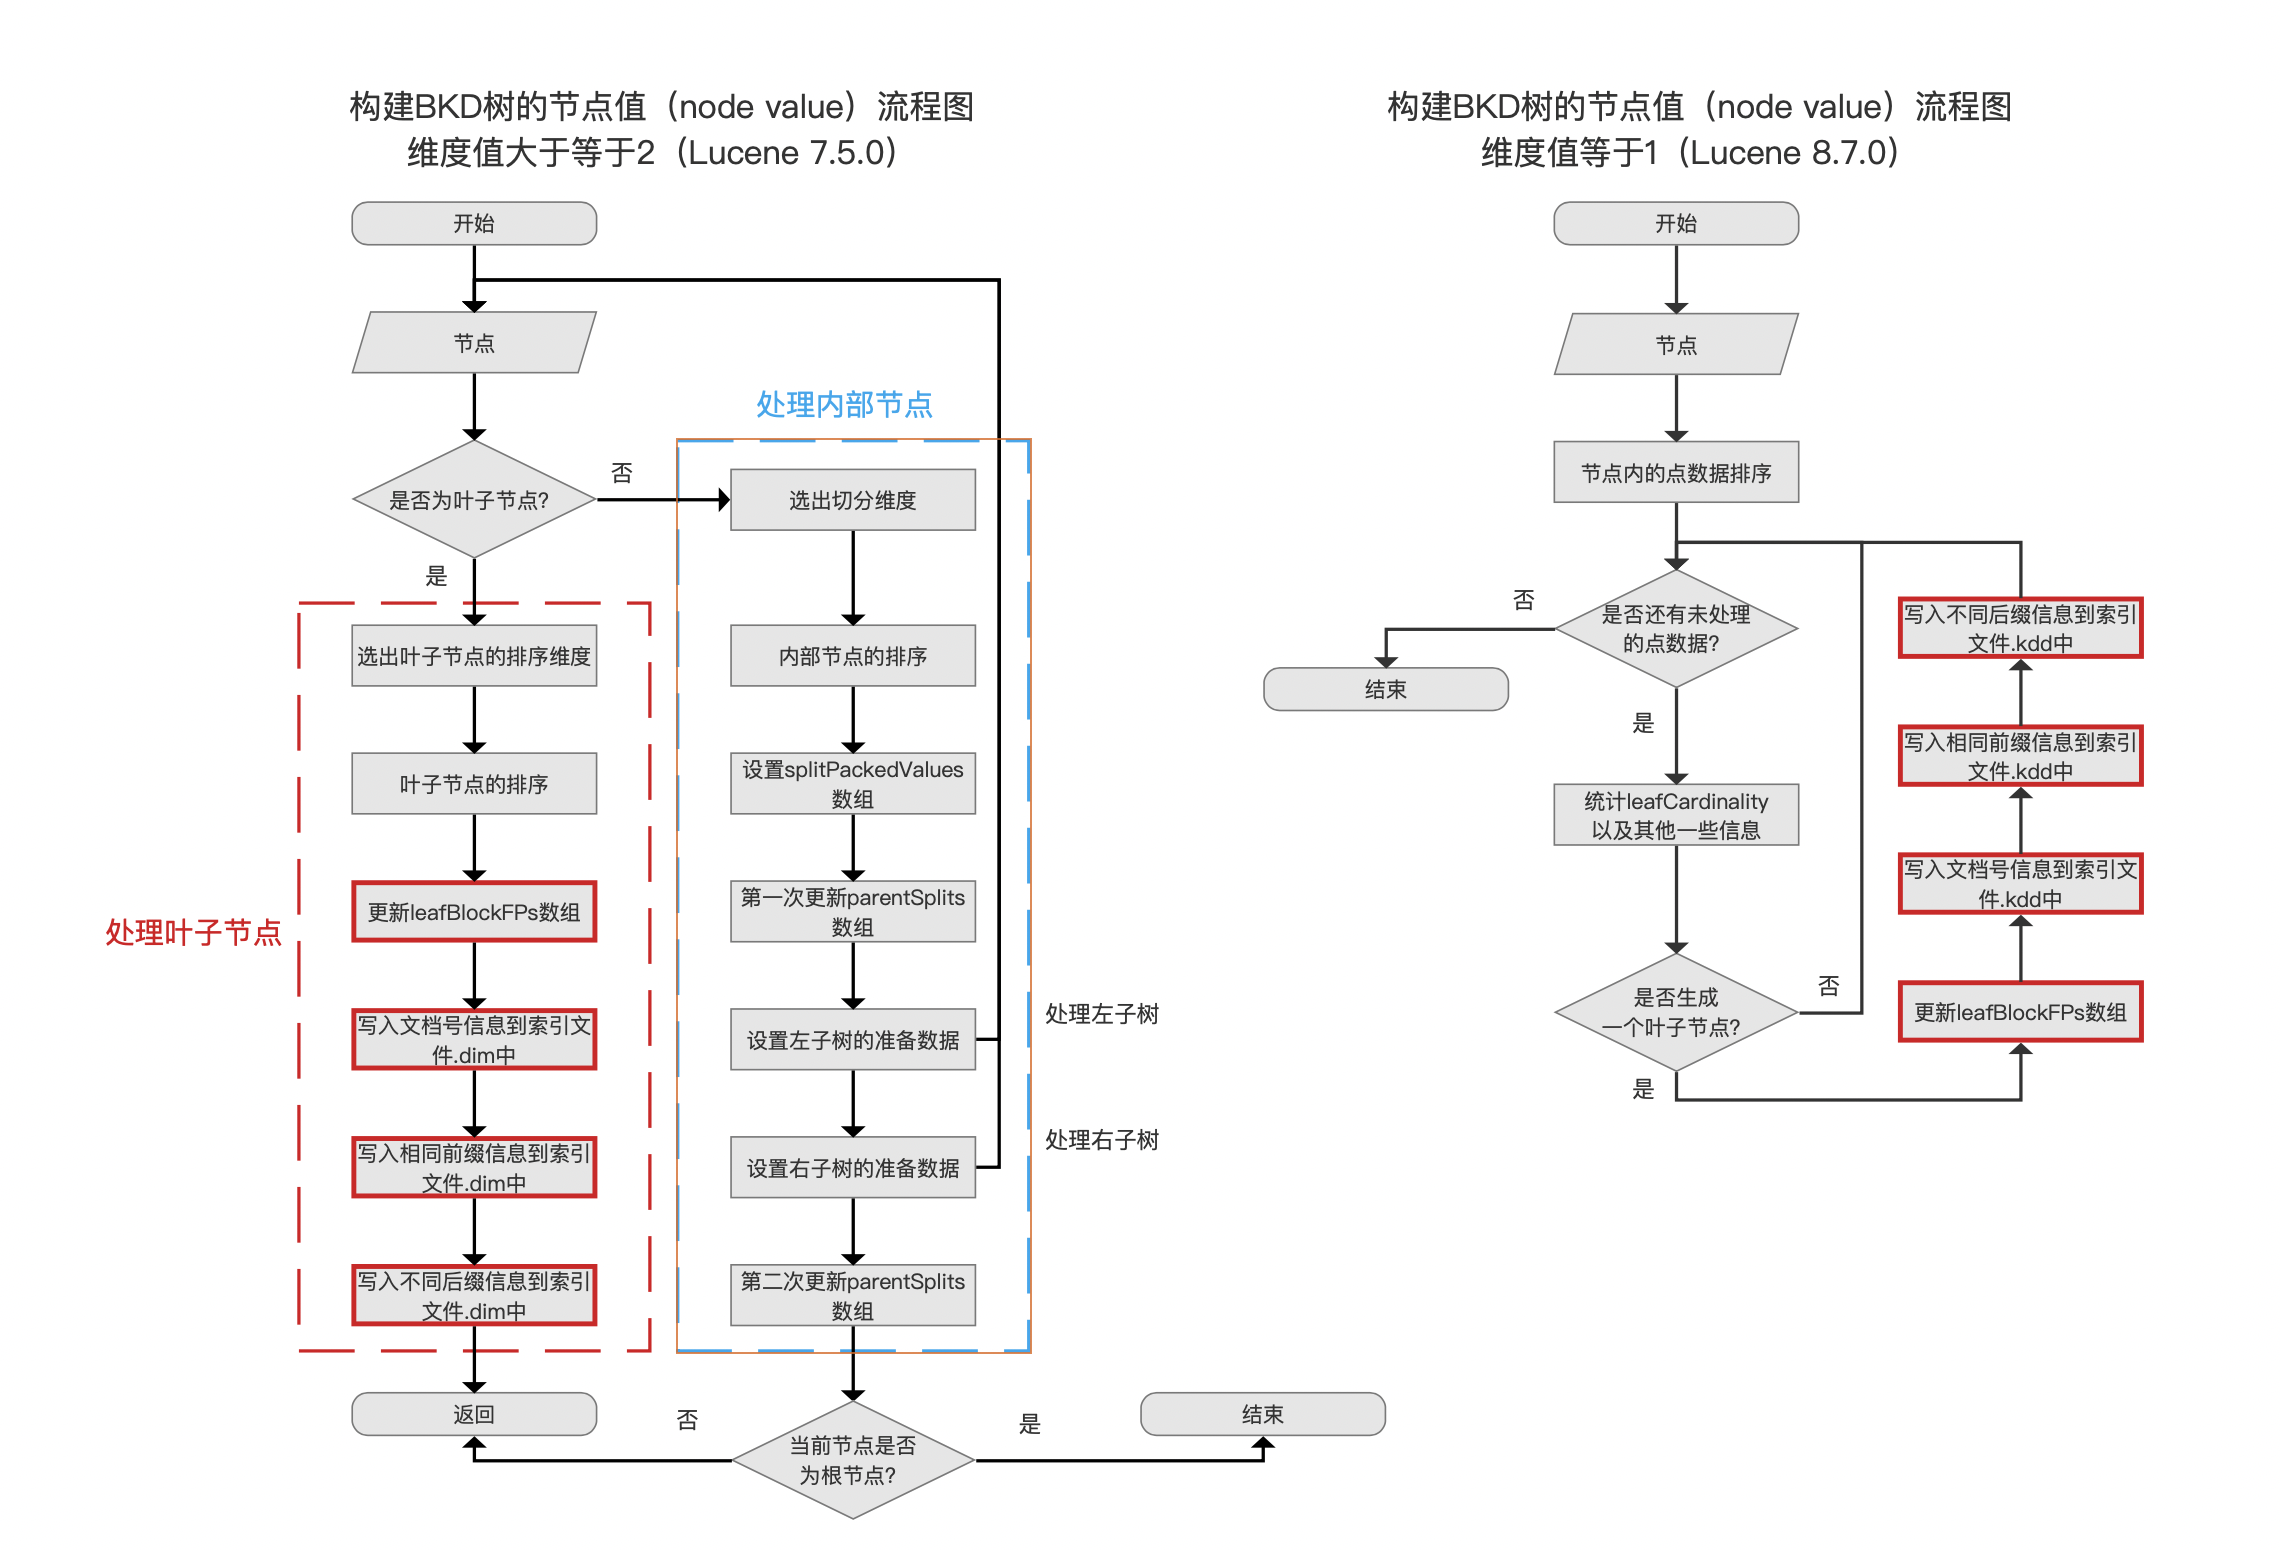 构建BKD树的节点值（node value）流程图
维度值大于等于2（Lucene 7.5.0）
开始
节点
处理内部节点
是否为叶子节点?
否
是
选出切分维度
选出叶子节点的排序维度
内部节点的排序
叶子节点的排序
设置splitPackedValues
数组
处理叶子节点
更新leafBlockFPs数组
第一次更新parentSplits
数组
写入文档号信息到索引文
件.dim中
设置左子树的准备数据
处理左子树
写入相同前缀信息到索引
文件.dim中
设置右子树的准备数据
处理右子树
写入不同后缀信息到索引
文件.dim中
第二次更新parentSplits
数组
返回
否
当前节点是否
为根节点?
是
结束
构建BKD树的节点值（node value）流程图
维度值等于1（Lucene 8.7.0）
开始
节点
节点内的点数据排序
是否还有未处理
的点数据?
否
结束
是
统计leafCardinality
以及其他一些信息
是否生成
一个叶子节点?
否
是
写入不同后缀信息到索引
文件.kdd中
写入相同前缀信息到索引
文件.kdd中
写入文档号信息到索引文
件.kdd中
更新leafBlockFPs数组